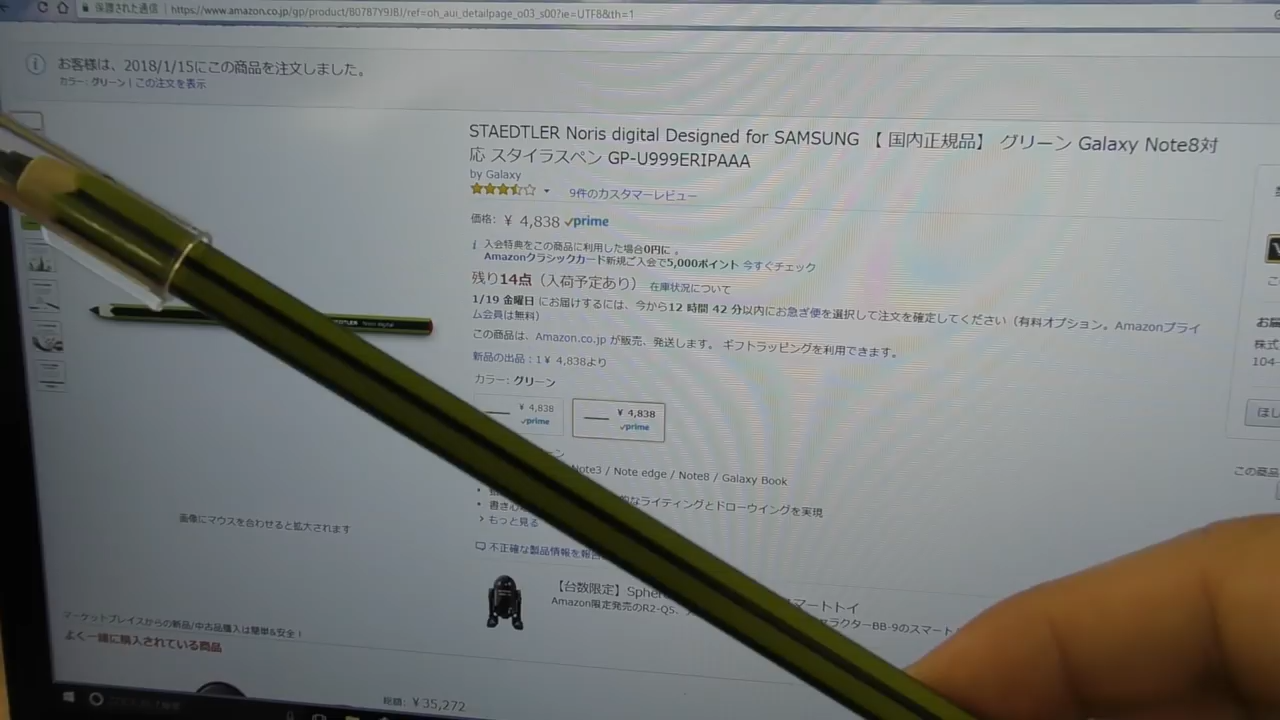 保護された通信 https://www.amazon.co.jp/gp/product/B0787Y9J8J/ref=oh_aui_detailpage_o03_s00?ie=UTF8&th=1
お客様は、2018/1/15にこの商品を注文しました。
カラー: グリーン | この注文を表示
STAEDTLER Noris digital Designed for SAMSUNG 【 国内正規品】 グリーン Galaxy Note8対
応 スタイラスペン GP-U999ERIPAAA
by Galaxy
9件のカスタマーレビュー
価格: ¥ 4,838 prime
入会特典をこの商品に利用した場合0円に 。
Amazonクラシックカード新規ご入会で5,000ポイント 今すぐチェック
残り14点（入荷予定あり） 在庫状況について
1/19 金曜日 にお届けするには、今から12 時間 42 分以内にお急ぎ便を選択して注文を確定してください（有料オプション。Amazonプライ
ム会員は無料）
この商品は、Amazon.co.jp が販売、発送します。 ギフトラッピングを利用できます。
新品の出品：1¥ 4,838より
カラー: グリーン
¥ 4,838
prime
¥ 4,838
prime
Note3 / Note edge / Note8 / Galaxy Book
なライティングとドローウイングを実現
書き心
もっと見る
不正確な製品情報を報告
画像にマウスを合わせると拡大されます
【台数限定】Spher
スマートトイ
Amazon限定発売のR2-Q5、
ラクターBB-9のスマート
マーケットプレイスからの新品/中古品購入は簡単&安全！
よく一緒に購入されている商品
総額: ¥35,272
Noris digital
お届
株式
104-
ほし
この商品